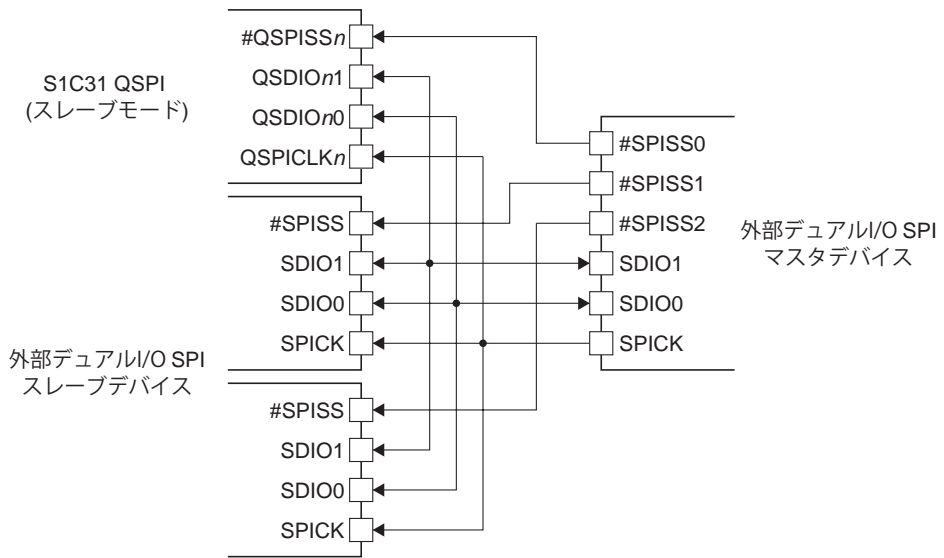 S1C31 QSPI
(スレーブモード)
#QSPISSn
QSDIOn1
QSDIOn0
QSPICLKn
外部デュアルI/O SPI
スレーブデバイス
#SPISS
SDIO1
SDIO0
SPICK
#SPISS
SDIO1
SDIO0
SPICK
#SPISS0
#SPISS1
#SPISS2
SDIO1
SDIO0
SPICK
外部デュアルI/O SPI
マスタデバイス